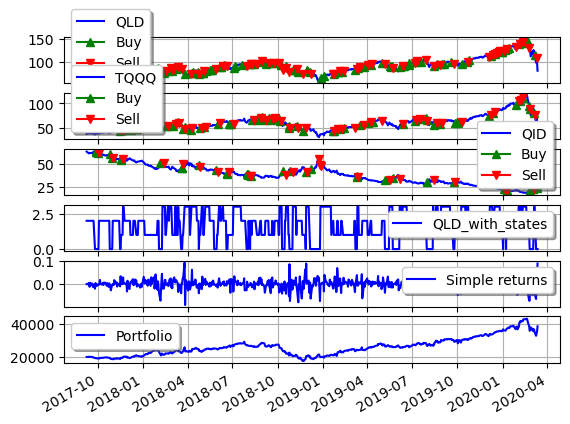 QLD
Buy
Sell
150
100
TQQQ
Buy
Sell
100
50
QID
Buy
Sell
50
25
QLD_with_states
2.5
0.0
Simple returns
0.1
0.0
Portfolio
40000
20000
2017-10 2018-01 2018-04 2018-07 2018-10 2019-01 2019-04 2019-07 2019-10 2020-01 2020-04